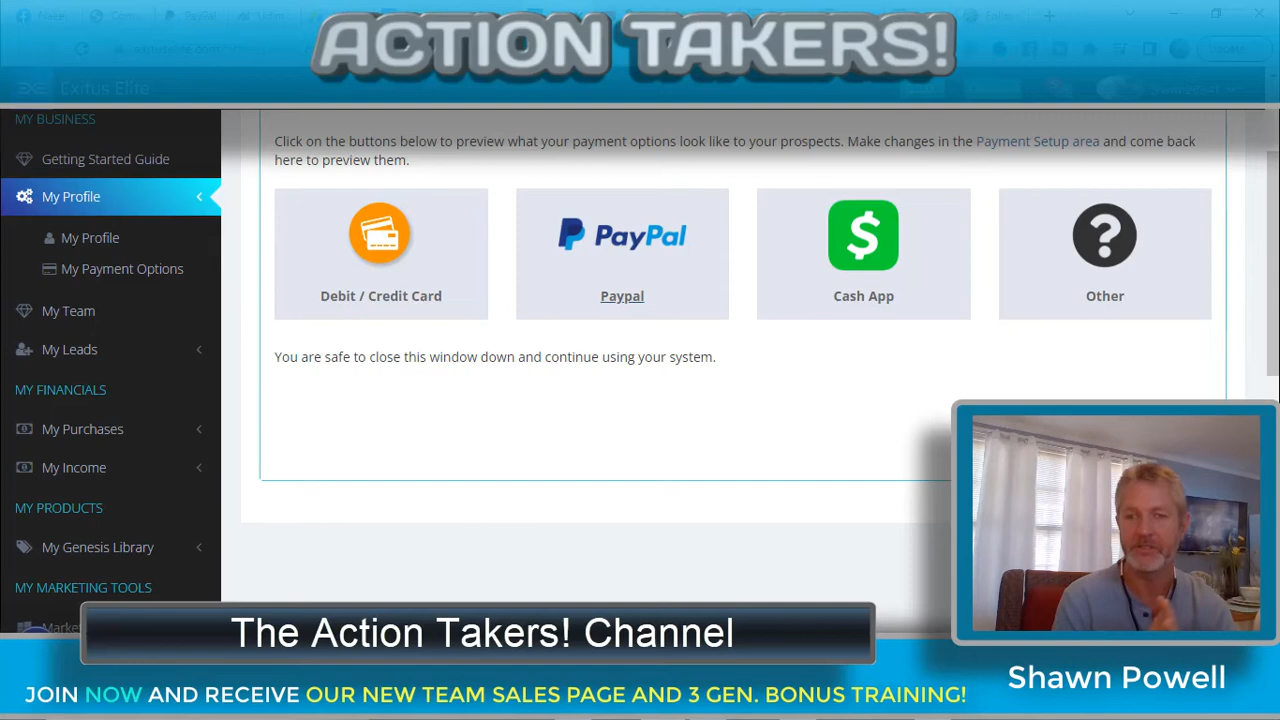 ACTION TAKERS!
Exitus Elite
MY BUSINESS
Getting Started Guide
My Profile
My Profile
My Payment Options
My Team
My Leads
MY FINANCIALS
My Purchases
My Income
MY PRODUCTS
My Genesis Library
MY MARKETING TOOLS
Click on the buttons below to preview what your payment options look like to your prospects. Make changes in the Payment Setup area and come back
here to preview them.
PayPal
Debit / Credit Card
Paypal
Cash App
Other
You are safe to close this window down and continue using your system.
The Action Takers! Channel
Shawn Powell
JOIN NOW AND RECEIVE OUR NEW TEAM SALES PAGE AND 3 GEN. BONUS TRAINING!